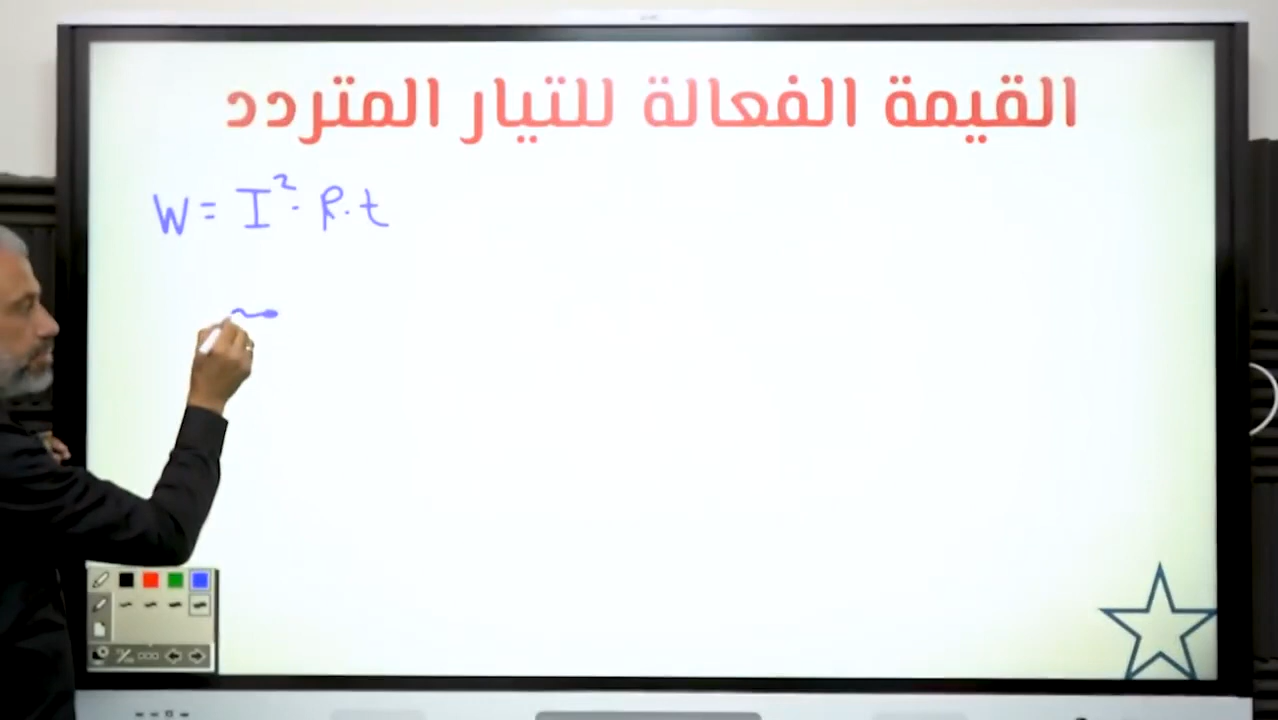 القيمة الفعالة للتيار المتردد
W = I². R.t